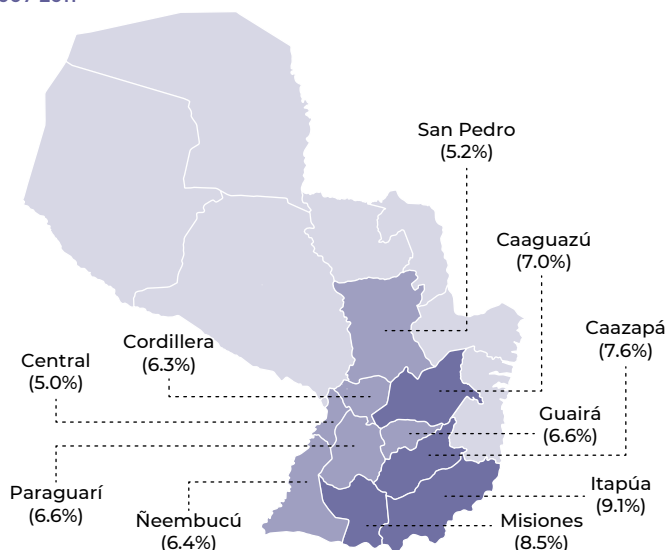 San Pedro
(5.2%)
Caaguazú
(7.0%)
Caazapá
(7.6%)
Cordillera
(6.3%)
Central
(5.0%)
Guairá
(6.6%)
Itapúa
(9.1%)
Paraguarí
(6.6%)
Ñeembucú
(6.4%)
Misiones
(8.5%)